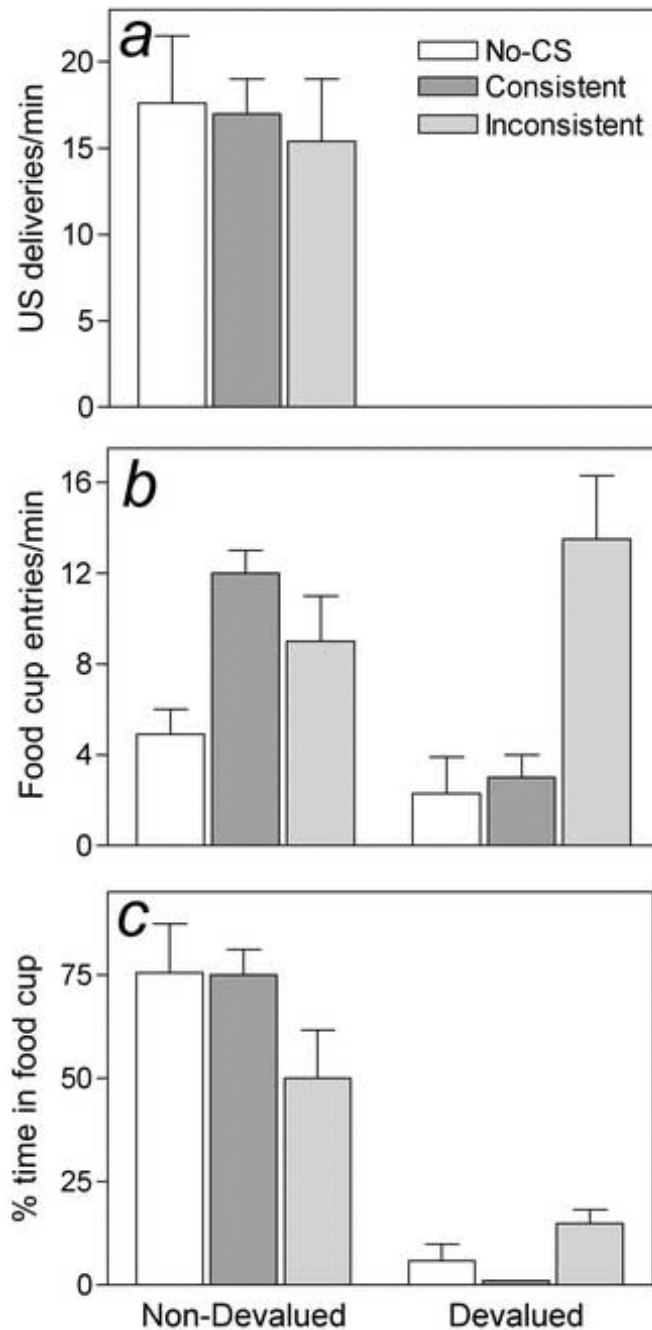 a
No-CS
Consistent
Inconsistent
US deliveries/min
20
15
10
5
0
b
Food cup entries/min
16
12
8
4
0
c
% time in food cup
75
50
25
0
Non-Devalued
Devalued